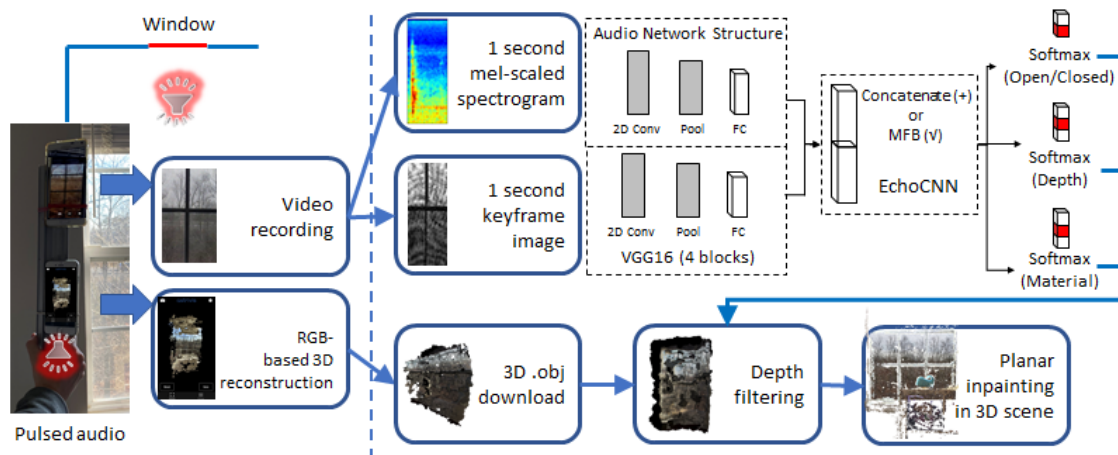 Window
Pulsed audio
Video
recording
RGB-
based 3D
reconstruction
1 second
mel-scaled
spectrogram
1 second
keyframe
image
Audio Network Structure
2D Conv
Pool
FC
2D Conv
Pool
FC
VGG16 (4 blocks)
Concatenate (+)
or
MFB (√)
EchoCNN
Softmax
(Open/Closed)
Softmax
(Depth)
Softmax
(Material)
3D .obj
download
Depth
filtering
Planar
inpainting
in 3D scene